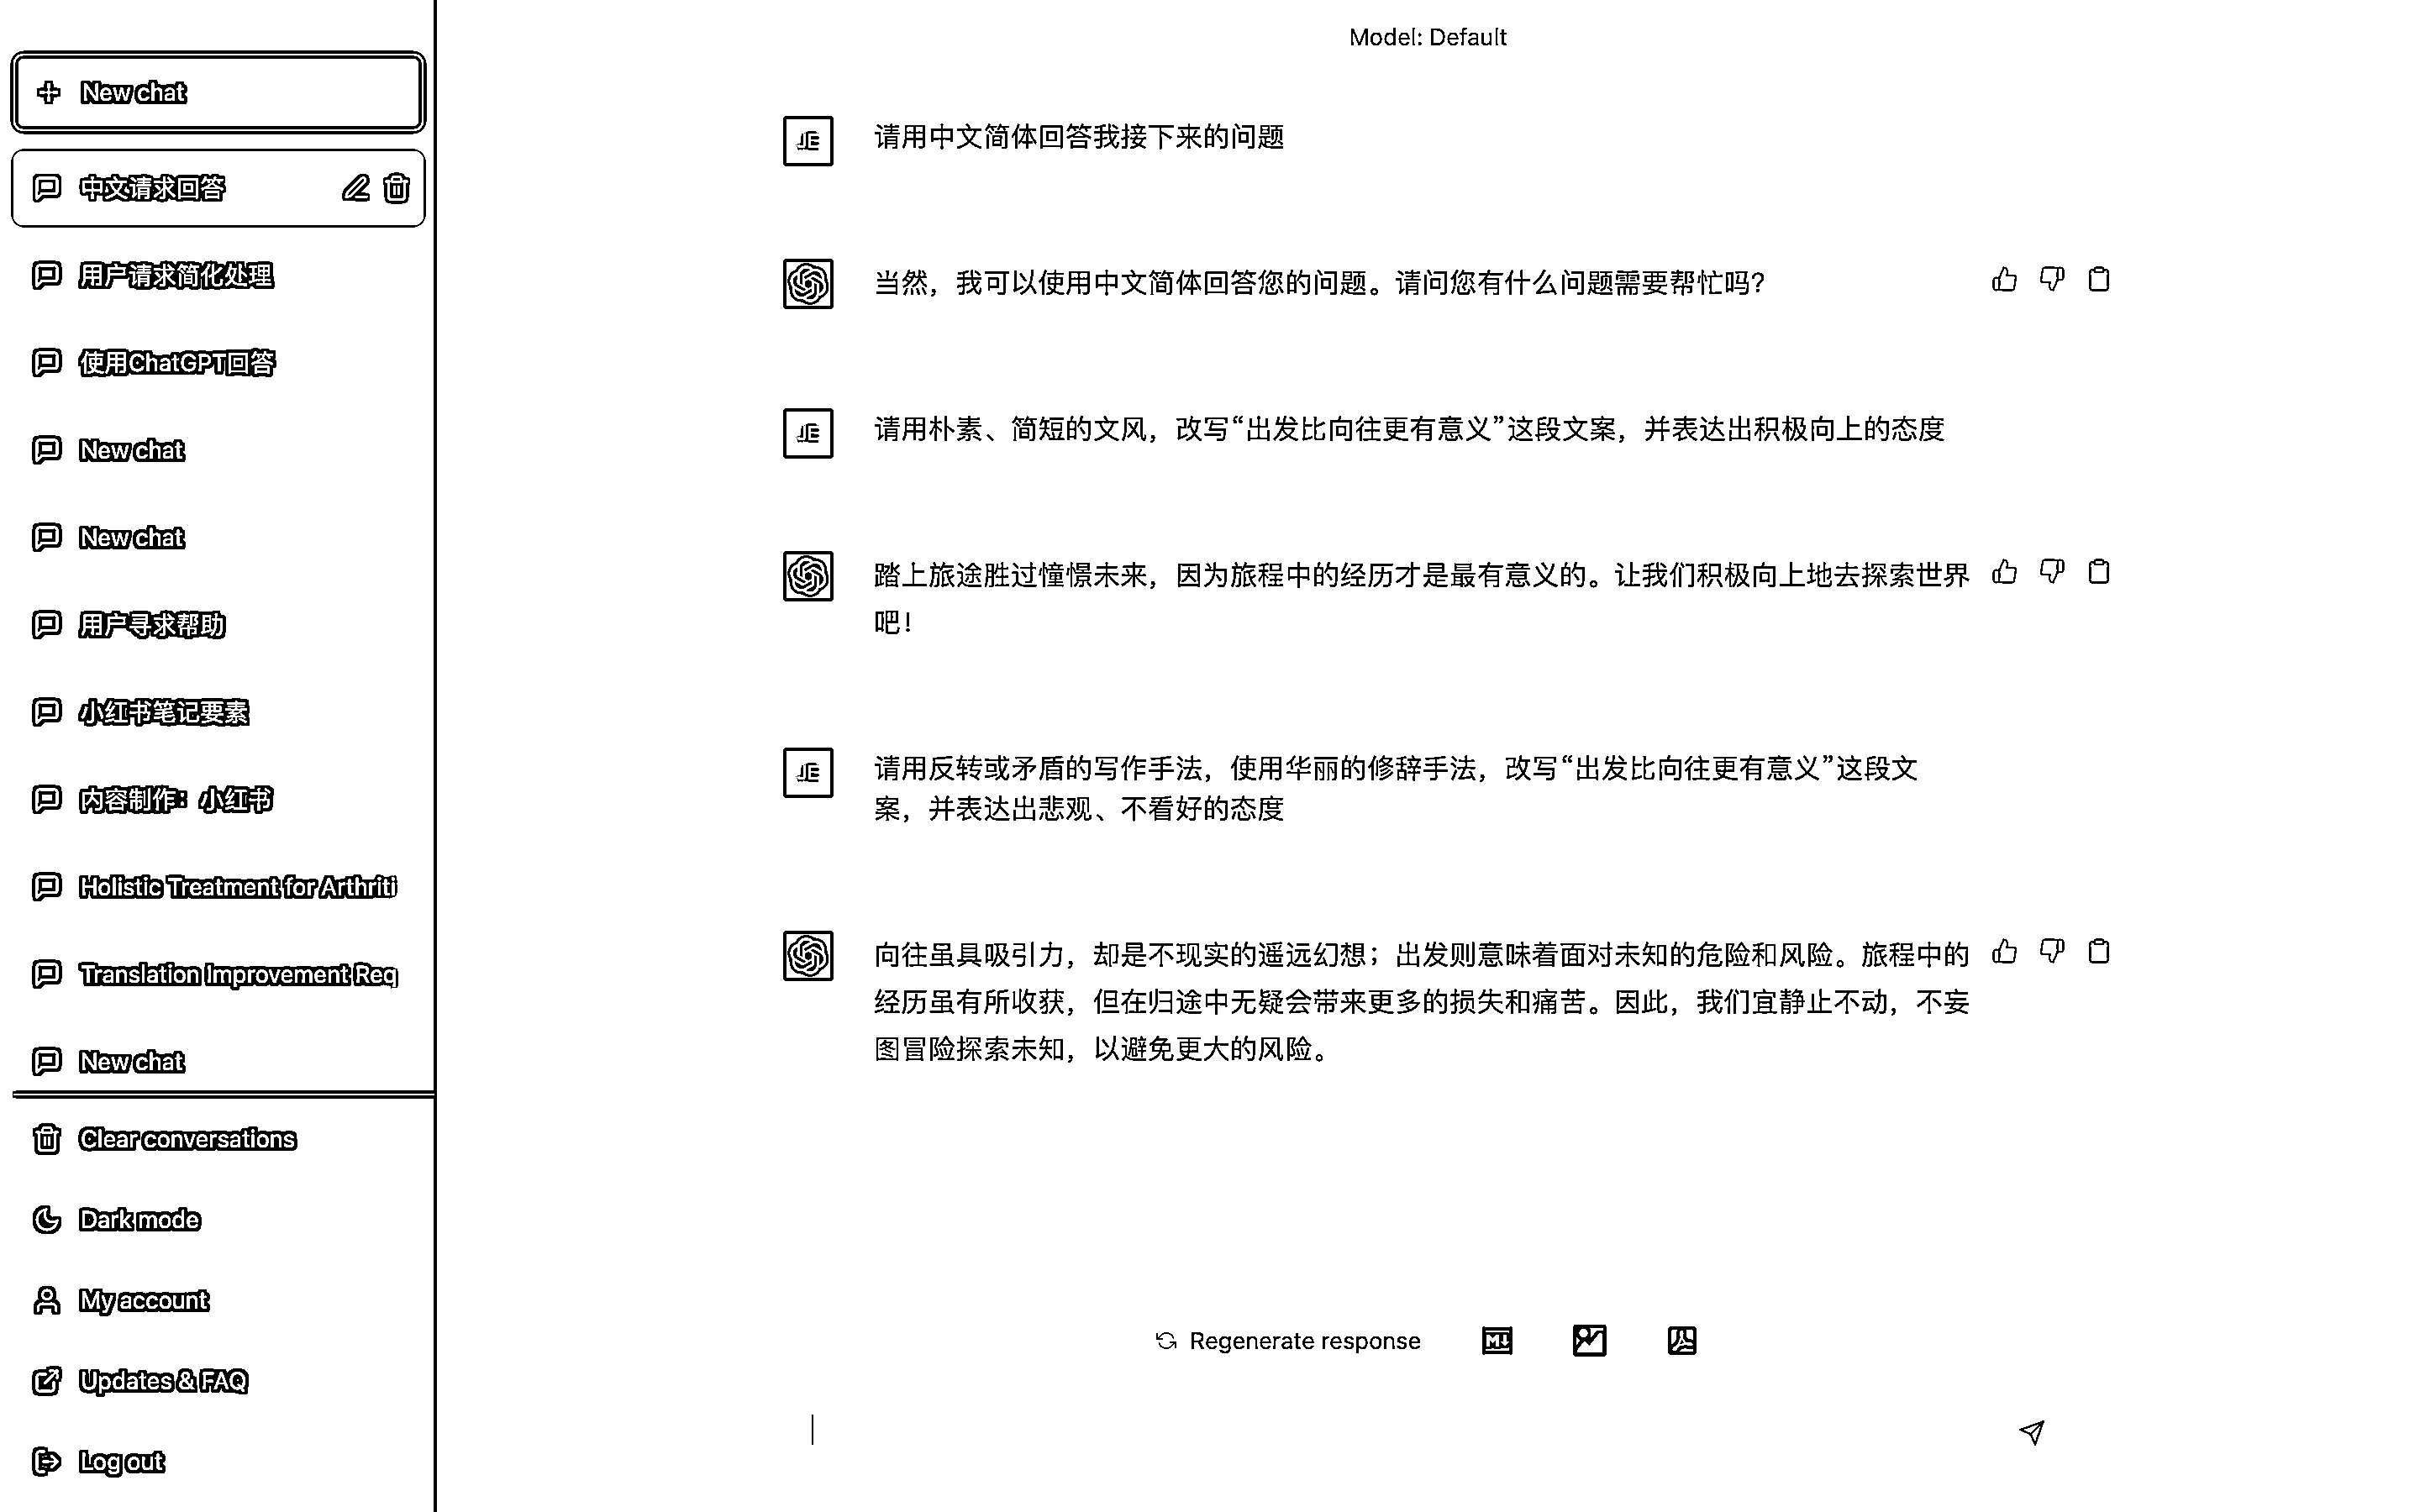 New chat
中文请求回答
用户请求简化处理
使用ChatGPT回答
New chat
New chat
用户寻求帮助
小红书笔记要素
内容制作：小红书
Holistic Treatment for Arthriti
Translation Improvement Req
New chat
Clear conversations
Dark mode
My account
Updates & FAQ
Log out
Model: Default
请用中文简体回答我接下来的问题
当然，我可以使用中文简体回答您的问题。请问您有什么问题需要帮忙吗？
请用朴素、简短的文风，改写“出发比向往更有意义”这段文案，并表达出积极向上的态度
踏上旅途胜过憧憬未来，因为旅程中的经历才是最有意义的。让我们积极向上地去探索世界
吧！
请用反转或矛盾的写作手法，使用华丽的修辞手法，改写“出发比向往更有意义”这段文
案，并表达出悲观、不看好的态度
向往虽具吸引力，却是不现实的遥远幻想；出发则意味着面对未知的危险和风险。旅程中的
经历虽有所收获，但在归途中无疑会带来更多的损失和痛苦。因此，我们宜静止不动，不妄
图冒险探索未知，以避免更大的风险。
Regenerate response